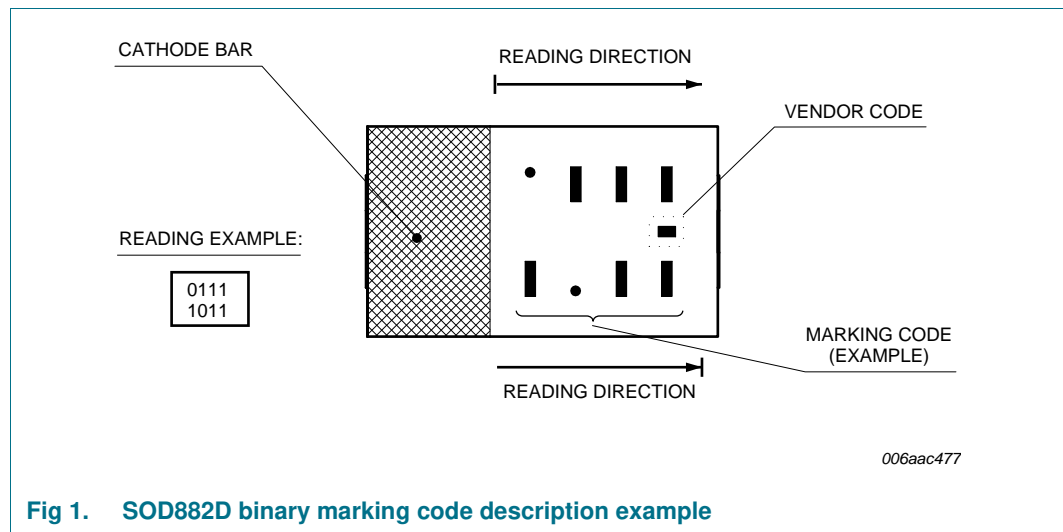 CATHODE BAR
READING DIRECTION
VENDOR CODE
READING EXAMPLE:
0111
1011
MARKING CODE
(EXAMPLE)
READING DIRECTION
006aac477
Fig 1. SOD882D binary marking code description example